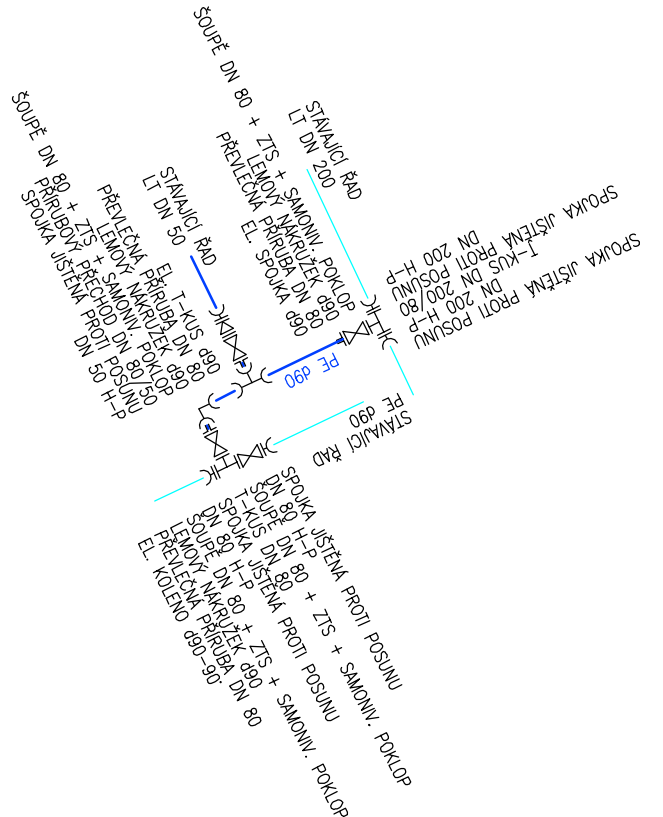 STÁVAJÍCÍ ŘAD
LT DN 200
ŠOUPĚ DN 80 + ZTS + SAMONIV. POKLOP
LEMOVÝ NÁKRUŽEK d90
PŘEVLEČNÁ PŘÍRUBA DN 80
EL. SPOJKA d90
STÁVAJÍCÍ ŘAD
LT DN 50
EL. T-KUS d90
PŘEVLEČNÁ PŘÍRUBA DN 80
LEMOVÝ NÁKRUŽEK d90
ŠOUPĚ DN 80 + ZTS + SAMONIV. POKLOP
PŘÍRUBOVÝ PŘECHOD DN 80/50
SPOJKA JIŠTĚNÁ PROTI POSUNU
DN 50 H-P
SPOJKA JIŠTĚNÁ PROTI POSUNU
DN 200 H-P
T-KUS DN 200/80
SPOJKA JIŠTĚNÁ PROTI POSUNU
DN 200 H-P
PE d90
STÁVAJÍCÍ ŘAD
PE d90
SPOJKA JIŠTĚNÁ PROTI POSUNU
DN 80 H-P
ŠOUPĚ DN 80 + ZTS + SAMONIV. POKLOP
T-KUS DN 80
SPOJKA JIŠTĚNÁ PROTI POSUNU
DN 80 H-P
ŠOUPĚ DN 80 + ZTS + SAMONIV. POKLOP
LEMOVÝ NÁKRUŽEK d90
PŘEVLEČNÁ PŘÍRUBA DN 80
EL. KOLENO d90-90°